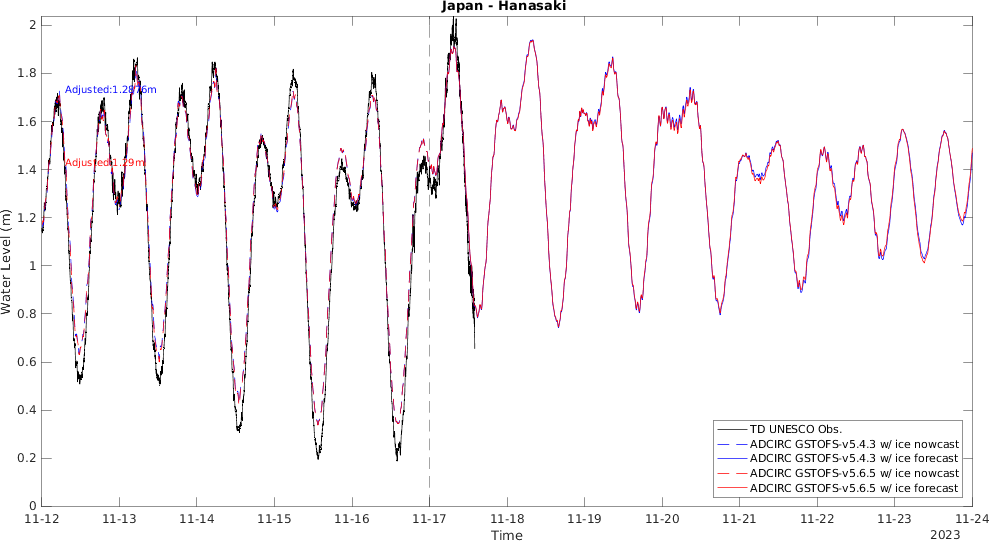 Japan - Hanasaki
2
1.8
1.6
1.4
1.2
1
0.8
0.6
0.4
0.2
0
Water Level (m)
Adjusted:1.2876m
Adjusted:1.29m
TD UNESCO Obs.
ADCIRC GSTOFS-v5.4.3 w/ ice nowcast
ADCIRC GSTOFS-v5.4.3 w/ ice forecast
ADCIRC GSTOFS-v5.6.5 w/ ice nowcast
ADCIRC GSTOFS-v5.6.5 w/ ice forecast
11-12 11-13 11-14 11-15 11-16 11-17 11-18 11-19 11-20 11-21 11-22 11-23 11-24
Time
2023